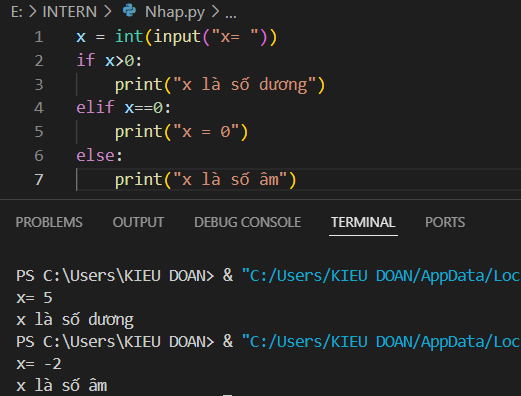 E: > INTERN > Nhap.py > ...
1 x = int(input("x= "))
2 if x>0:
3 print("x là số dương")
4 elif x==0:
5 print("x = 0")
6 else:
7 print("x là số âm")
PROBLEMS OUTPUT DEBUG CONSOLE TERMINAL PORTS
PS C:\Users\KIEU DOAN> & "C:/Users/KIEU DOAN/AppData/Loc
x= 5
x là số dương
PS C:\Users\KIEU DOAN> & "C:/Users/KIEU DOAN/AppData/Loc
x= -2
x là số âm